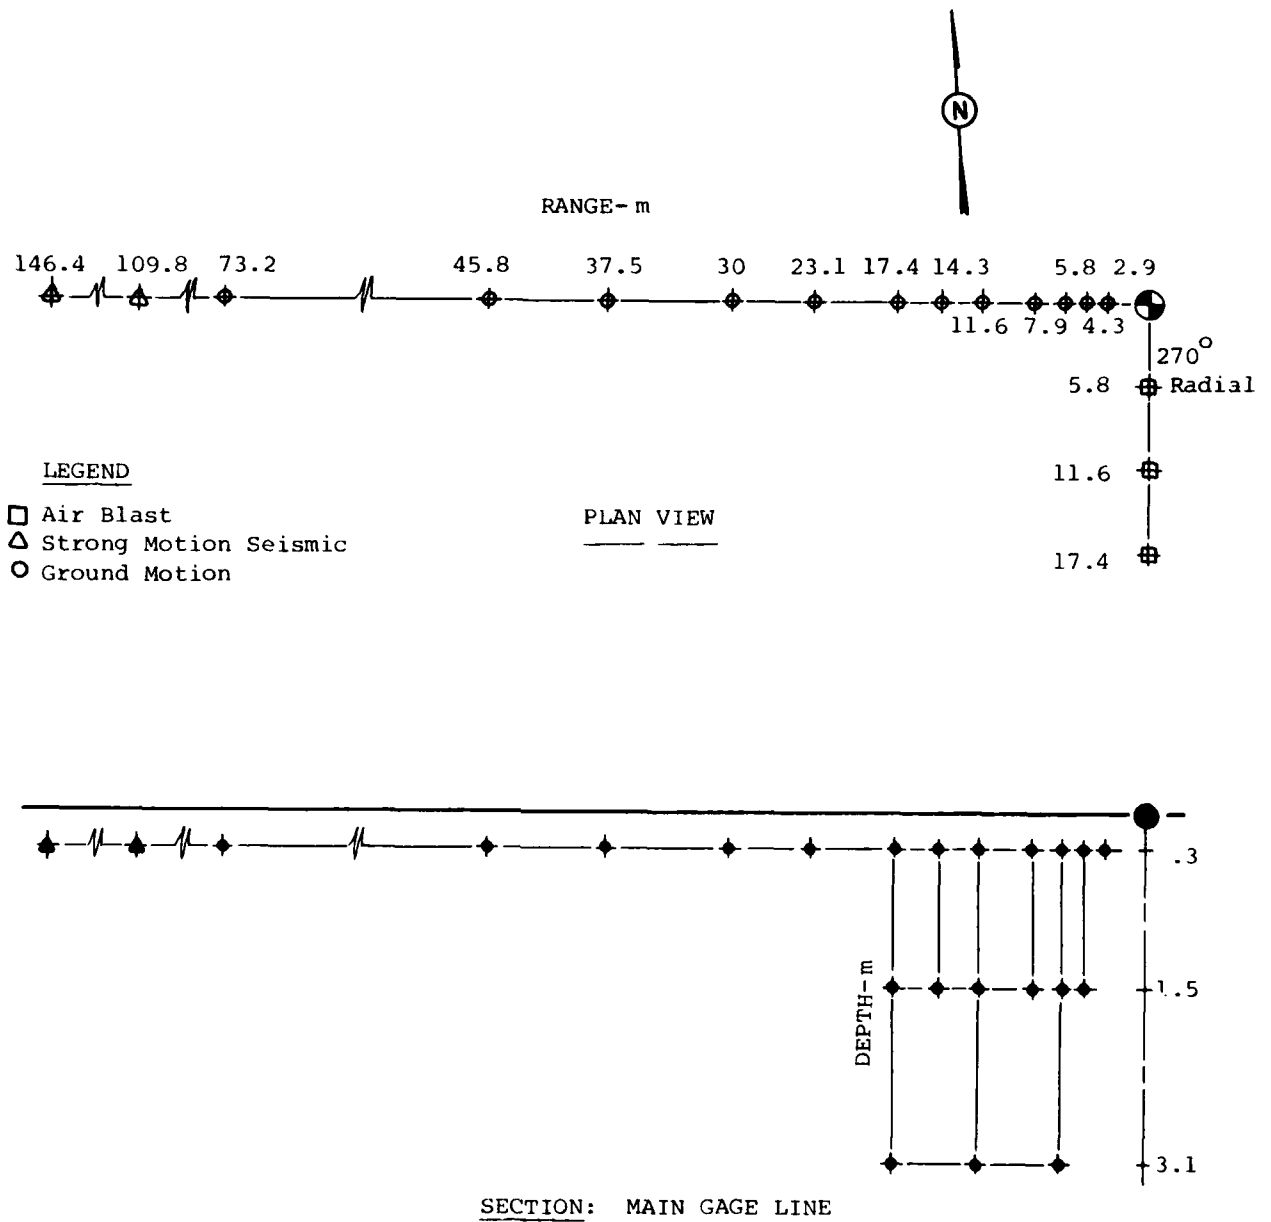 N
RANGE-m
146.4 109.8 73.2 45.8 37.5 30 23.1 17.4 14.3 5.8 2.9
11.6 7.9 4.3
270°
5.8 Radial
11.6
17.4
LEGEND
Air Blast
Strong Motion Seismic
Ground Motion
PLAN VIEW
.3
1.5
3.1
DEPTH-m
SECTION: MAIN GAGE LINE